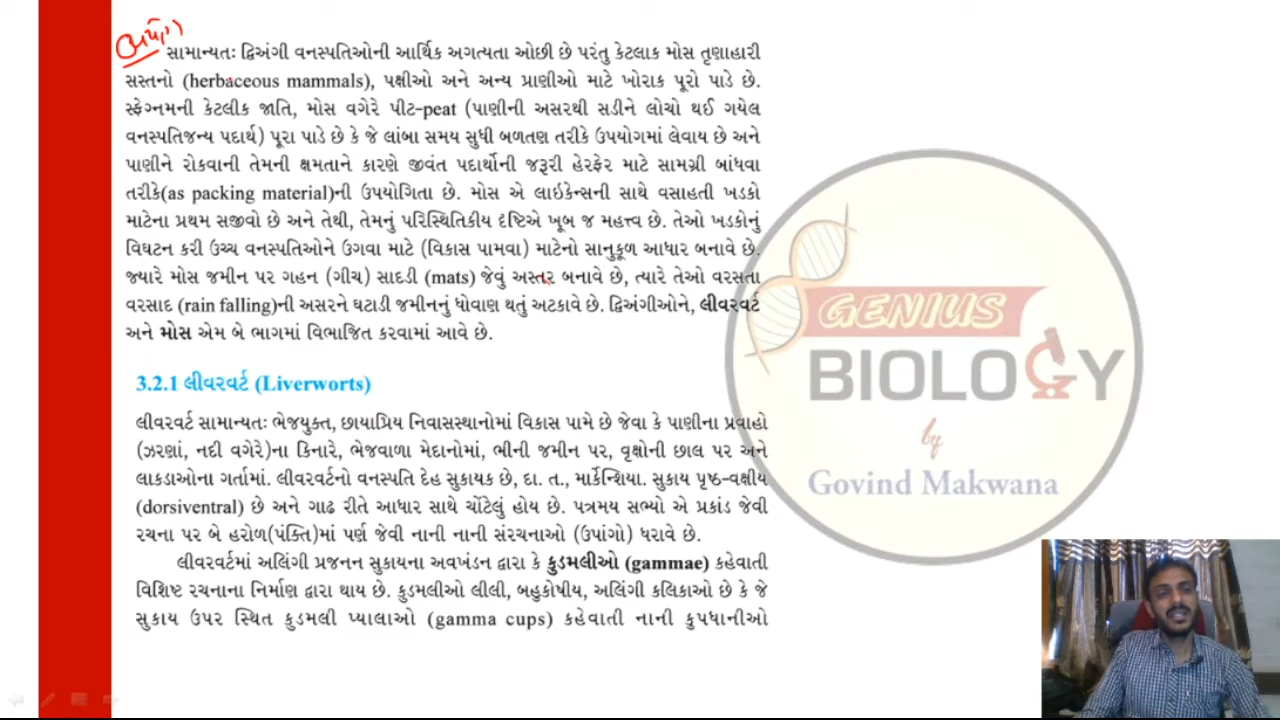 ઉપયોગ
સામાન્યતઃ દ્વિઅંગી વનસ્પતિઓની આર્થિક અગત્યતા ઓછી છે પરંતુ કેટલાક મોસ તૃણાહારી
સસ્તનો (herbaceous mammals), પક્ષીઓ અને અન્ય પ્રાણીઓ માટે ખોરાક પૂરો પાડે છે.
સ્ફેગ્નમની કેટલીક જાતિ, મોસ વગેરે પીટ-peat (પાણીની અસરથી સડીને લોચો થઈ ગયેલ
વનસ્પતિજન્ય પદાર્થ) પૂરા પાડે છે કે જે લાંબા સમય સુધી બળતણ તરીકે ઉપયોગમાં લેવાય છે અને
પાણીને રોકવાની તેમની ક્ષમતાને કારણે જીવંત પદાર્થોની જરૂરી હેરફેર માટે સામગ્રી બાંધવા
તરીકે(as packing material)ની ઉપયોગિતા છે. મોસ એ લાઇકેન્સની સાથે વસાહતી ખડકો
માટેના પ્રથમ સજીવો છે અને તેથી, તેમનું પરિસ્થિતિકીય દૃષ્ટિએ ખૂબ જ મહત્ત્વ છે. તેઓ ખડકોનું
વિઘટન કરી ઉચ્ચ વનસ્પતિઓને ઉગવા માટે (વિકાસ પામવા) માટેનો સાનુકૂળ આધાર બનાવે છે.
જ્યારે મોસ જમીન પર ગહન (ગીચ) સાદડી (mats) જેવું અસ્તર બનાવે છે, ત્યારે તેઓ વરસતા
વરસાદ (rain falling)ની અસરને ઘટાડી જમીનનું ધોવાણ થતું અટકાવે છે. દ્વિઅંગીઓને, લીવરવર્ટ
અને મોસ એમ બે ભાગમાં વિભાજિત કરવામાં આવે છે.
3.2.1 લીવરવર્ટ (Liverworts)
લીવરવર્ટ સામાન્યતઃ ભેજયુક્ત, છાયાપ્રિય નિવાસસ્થાનોમાં વિકાસ પામે છે જેવા કે પાણીના પ્રવાહો
(ઝરણાં, નદી વગેરે)ના કિનારે, ભેજવાળા મેદાનોમાં, ભીની જમીન પર, વૃક્ષોની છાલ પર અને
લાકડાઓના ગર્તામાં. લીવરવર્ટનો વનસ્પતિ દેહ સુકાયક છે, દા. ત., માર્કેન્શિયા. સુકાય પૃષ્ઠ-વક્ષીય
(dorsiventral) છે અને ગાઢ રીતે આધાર સાથે ચોંટેલું હોય છે. પત્રમય સભ્યો એ પ્રકાંડ જેવી
રચના પર બે હરોળ(પંક્તિ)માં પર્ણ જેવી નાની નાની સંરચનાઓ (ઉપાંગો) ધરાવે છે.
લીવરવર્ટમાં અલિંગી પ્રજનન સુકાયના અવખંડન દ્વારા કે કુડમલીઓ (gammae) કહેવાતી
વિશિષ્ટ રચનાના નિર્માણ દ્વારા થાય છે. કુડમલીઓ લીલી, બહુકોષીય, અલિંગી કલિકાઓ છે કે જે
સુકાય ઉપર સ્થિત કુડમલી પ્યાલાઓ (gamma cups) કહેવાતી નાની કુપધાનીઓ
GENIUS
BIOLOGY
by
Govind Makwana